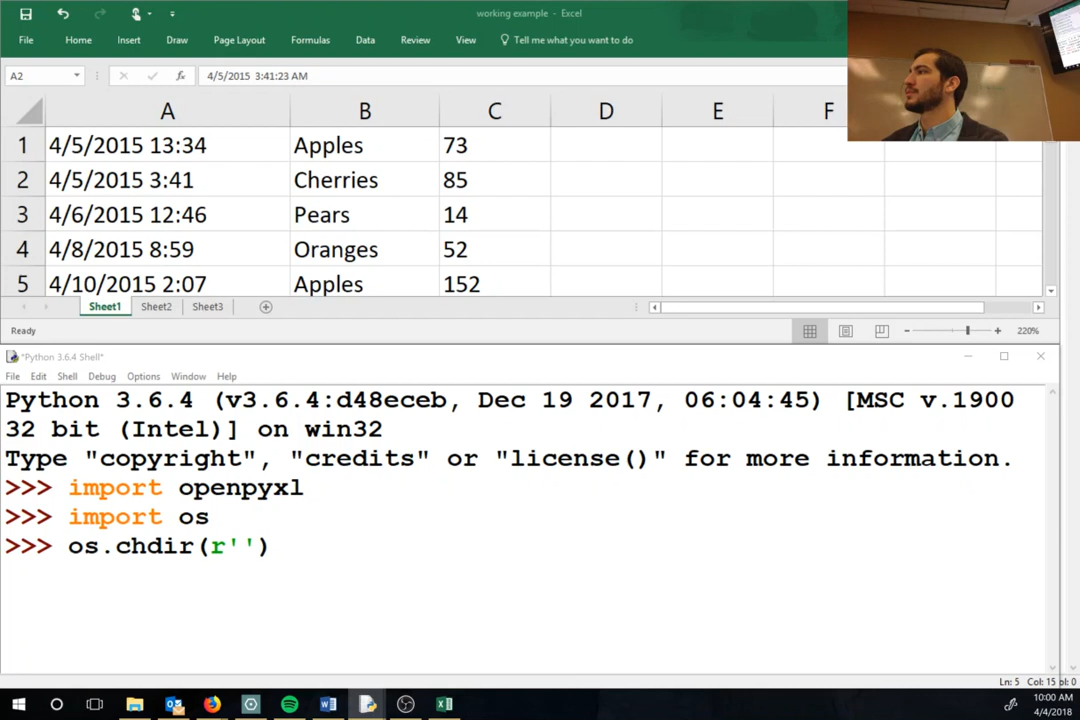 working example - Excel
File Home Insert Draw Page Layout Formulas Data Review View Tell me what you want to do
A2 fx 4/5/2015 3:41:23 AM
A B C D E F
1 4/5/2015 13:34 Apples 73
2 4/5/2015 3:41 Cherries 85
3 4/6/2015 12:46 Pears 14
4 4/8/2015 8:59 Oranges 52
5 4/10/2015 2:07 Apples 152
Sheet1 Sheet2 Sheet3
Ready 220%
*Python 3.6.4 Shell*
File Edit Shell Debug Options Window Help
Python 3.6.4 (v3.6.4:d48eceb, Dec 19 2017, 06:04:45) [MSC v.1900
32 bit (Intel)] on win32
Type "copyright", "credits" or "license()" for more information.
>>> import openpyxl
>>> import os
>>> os.chdir(r'')
Ln: 5 Col: 15
10:00 AM
4/4/2018